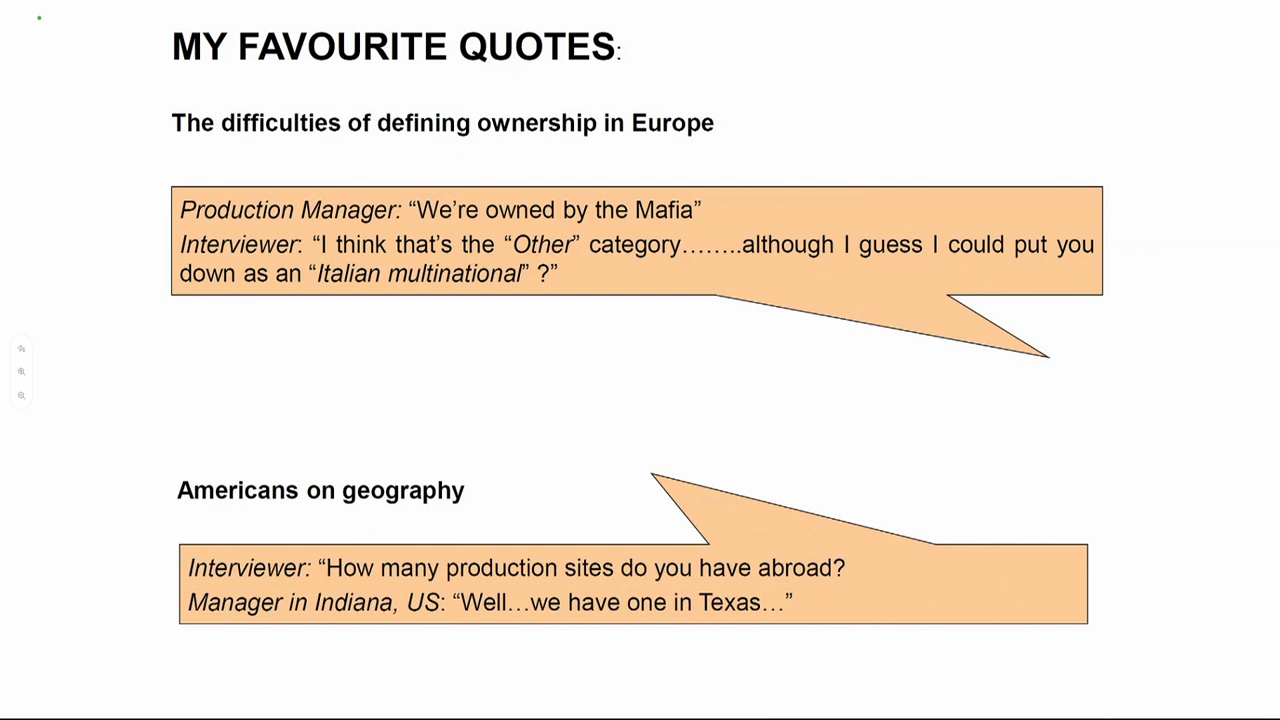 MY FAVOURITE QUOTES:
The difficulties of defining ownership in Europe
Production Manager: “We’re owned by the Mafia”
Interviewer: “I think that’s the “Other” category……..although I guess I could put you
down as an “Italian multinational” ?”
Americans on geography
Interviewer: “How many production sites do you have abroad?
Manager in Indiana, US: “Well…we have one in Texas…”